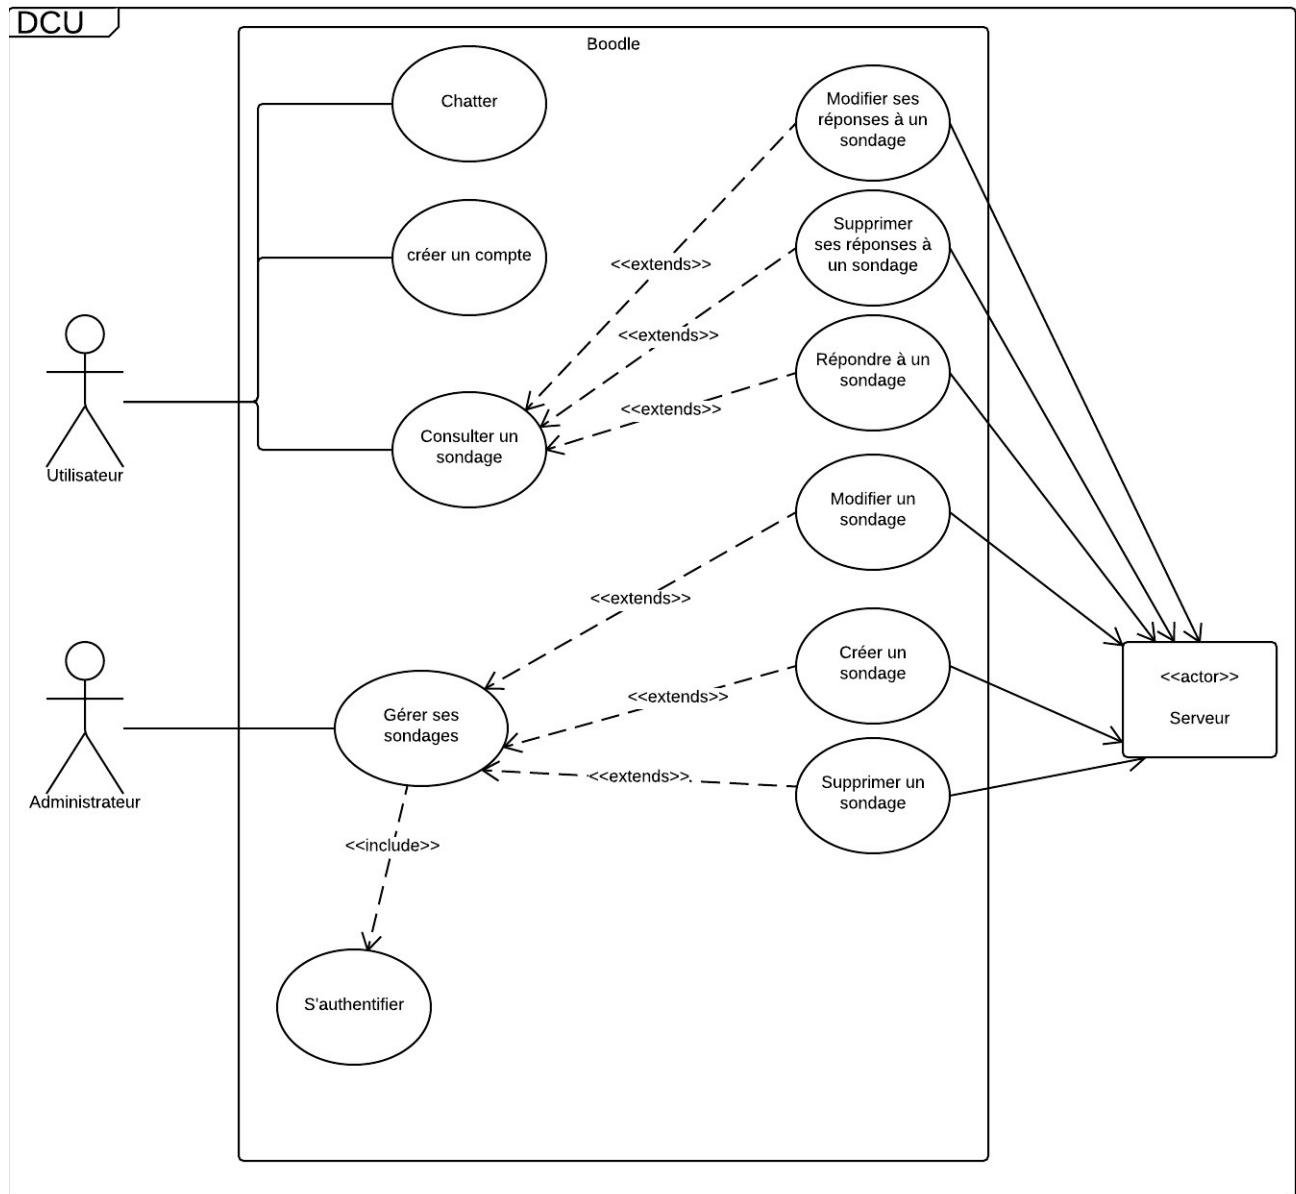 DCU
Boodle
Chatter
Modifier ses
réponses à un
sondage
créer un compte
Supprimer
ses réponses à
un sondage
<<extends>>
<<extends>>
Répondre à un
sondage
<<extends>>
Utilisateur
Consulter un
sondage
Modifier un
sondage
<<extends>>
Créer un
sondage
<<actor>>
Serveur
<<extends>>
Administrateur
Gérer ses
sondages
<<extends>>
Supprimer un
sondage
<<include>>
S'authentifier